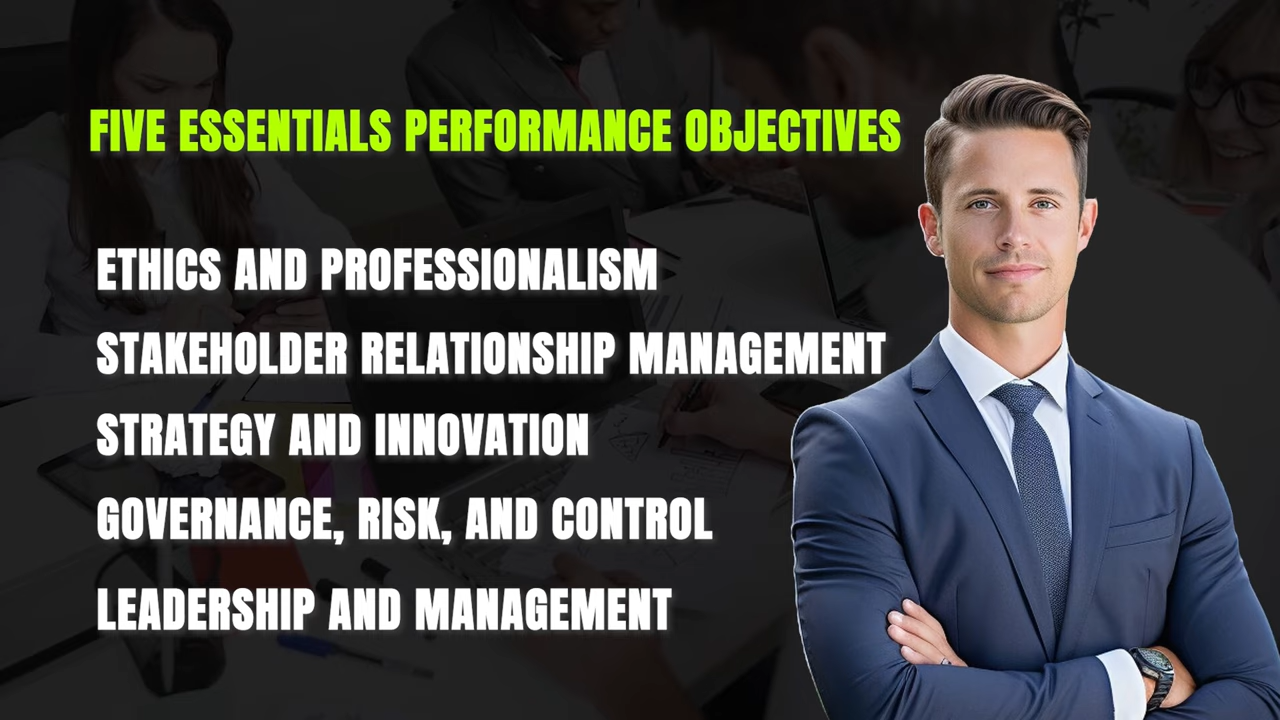 FIVE ESSENTIALS PERFORMANCE OBJECTIVES
ETHICS AND PROFESSIONALISM
STAKEHOLDER RELATIONSHIP MANAGEMENT
STRATEGY AND INNOVATION
GOVERNANCE, RISK, AND CONTROL
LEADERSHIP AND MANAGEMENT